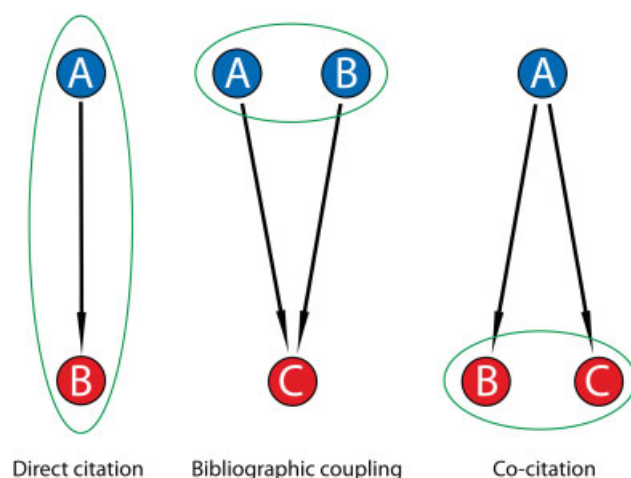 A A B A
B C B C
Direct citation Bibliographic coupling Co-citation